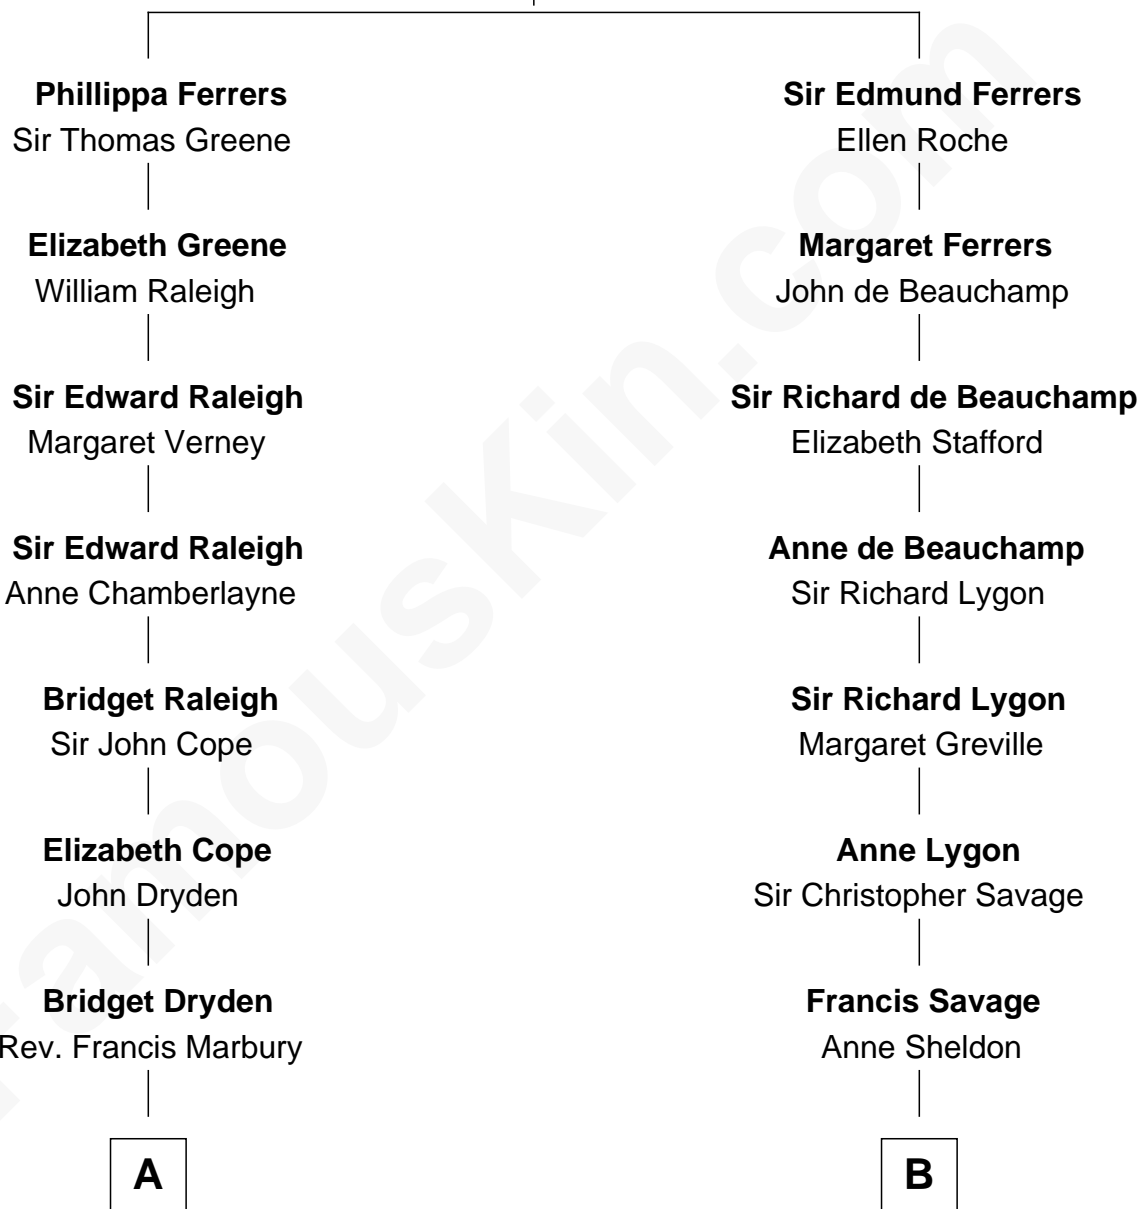 Phillippa Ferrers
Sir Thomas Greene
Elizabeth Greene
William Raleigh
Sir Edward Raleigh
Margaret Verney
Sir Edward Raleigh
Anne Chamberlayne
Bridget Raleigh
Sir John Cope
Elizabeth Cope
John Dryden
Bridget Dryden
Rev. Francis Marbury
A
Sir Edmund Ferrers
Ellen Roche
Margaret Ferrers
John de Beauchamp
Sir Richard de Beauchamp
Elizabeth Stafford
Anne de Beauchamp
Sir Richard Lygon
Sir Richard Lygon
Margaret Greville
Anne Lygon
Sir Christopher Savage
Francis Savage
Anne Sheldon
B
FamousKin.com